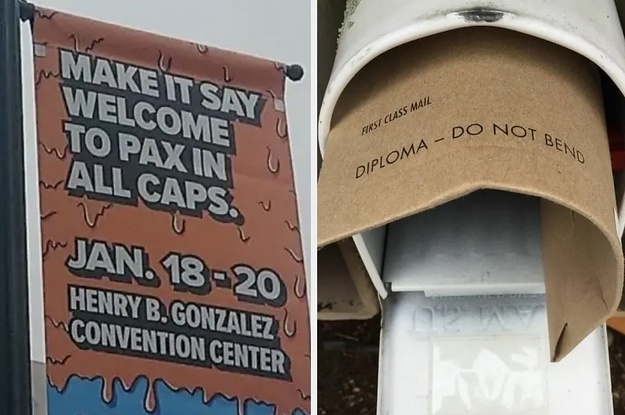 MAKE IT SAY
WELCOME
TO PAX IN
ALL CAPS.
JAN. 18 - 20
HENRY B. GONZALEZ
CONVENTION CENTER
FIRST CLASS MAIL
DIPLOMA – DO NOT BEND